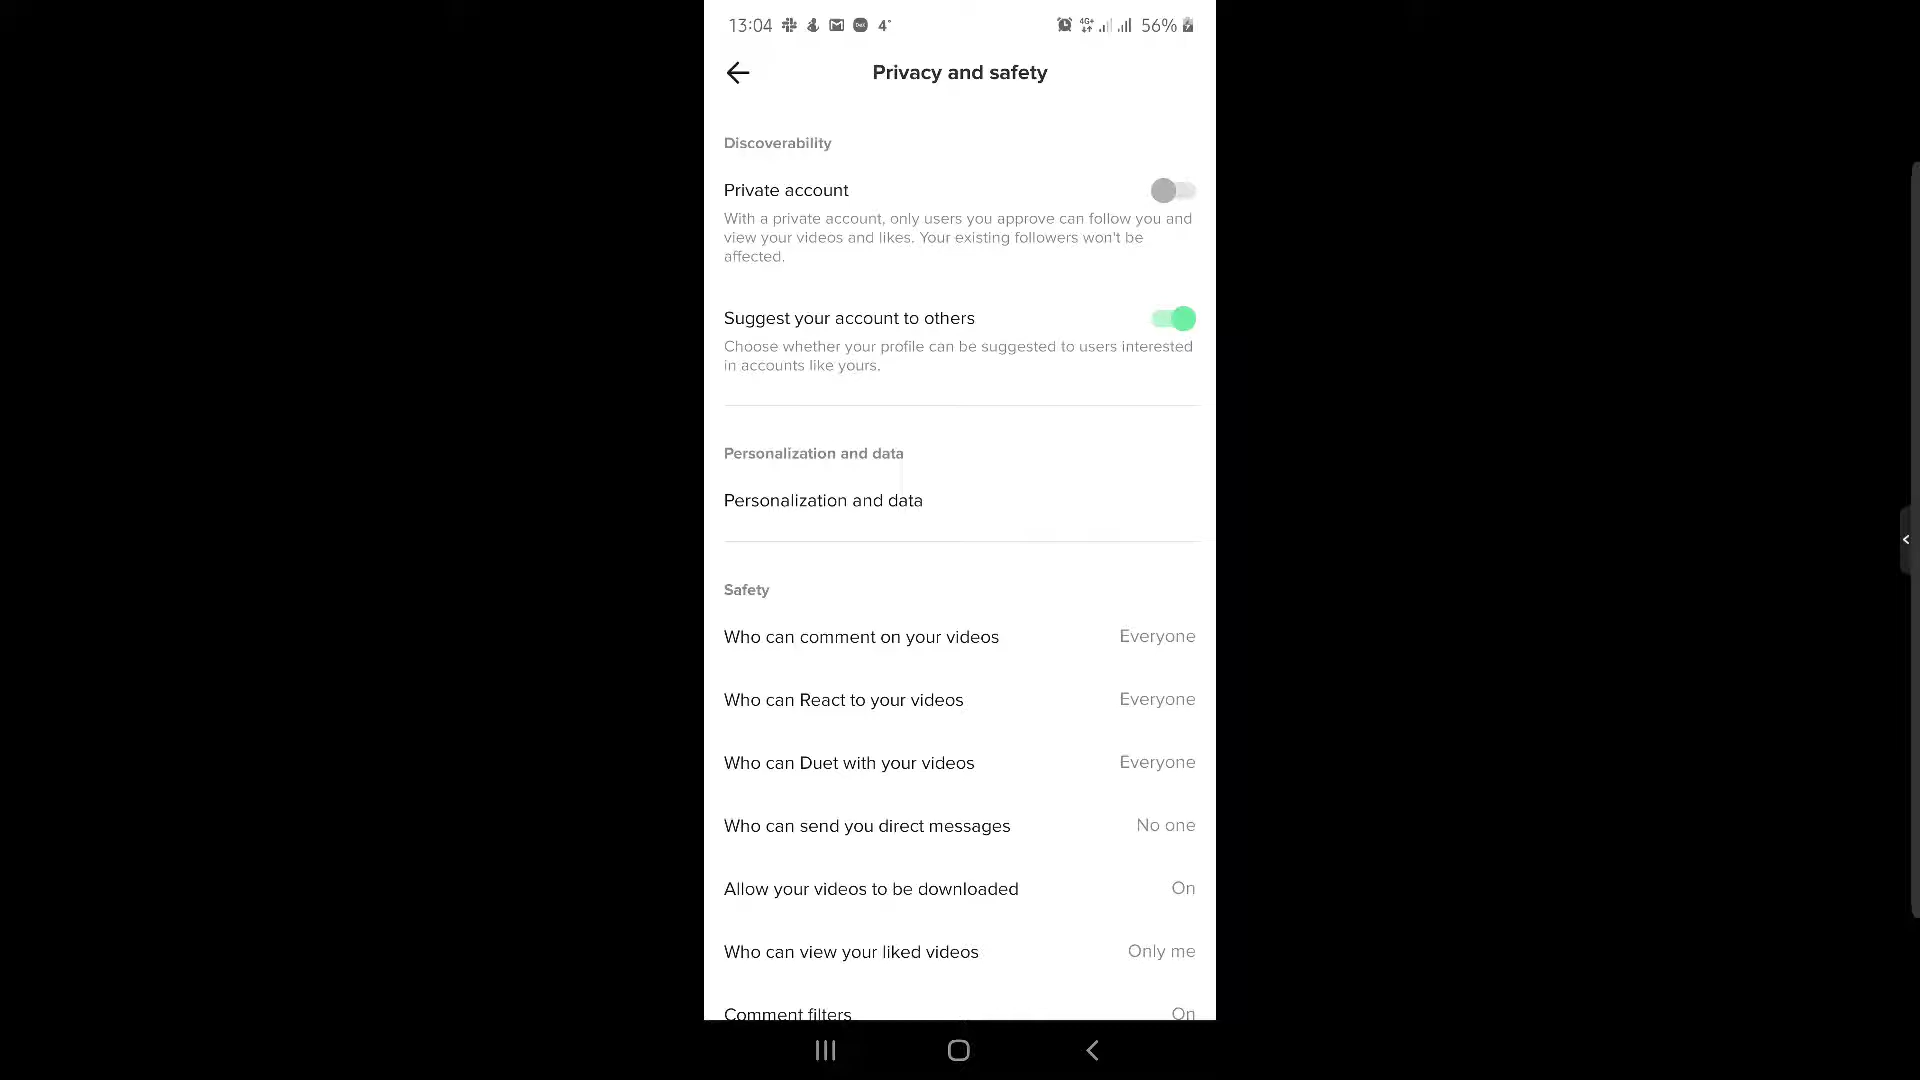 13:04 4° 4G+ 56%
Privacy and safety
Discoverability
Private account
With a private account, only users you approve can follow you and
view your videos and likes. Your existing followers won't be
affected.
Suggest your account to others
Choose whether your profile can be suggested to users interested
in accounts like yours.
Personalization and data
Personalization and data
Safety
Who can comment on your videos Everyone
Who can React to your videos Everyone
Who can Duet with your videos Everyone
Who can send you direct messages No one
Allow your videos to be downloaded On
Who can view your liked videos Only me
Comment filters On